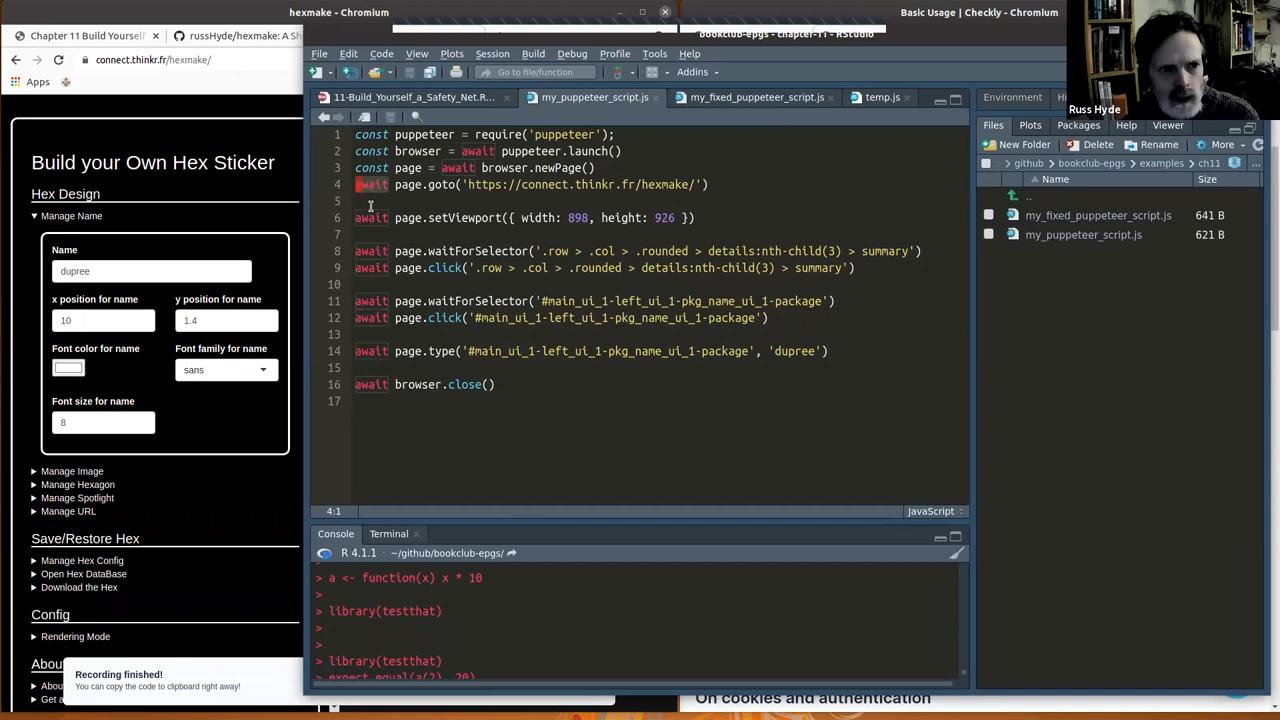 hexmake - Chromium
Basic Usage | Checkly - Chromium
Chapter 11 Build Yourself
russHyde/hexmake: A Sh
connect.thinkr.fr/hexmake/
Apps
Build your Own Hex Sticker
Hex Design
Manage Name
Name
dupree
x position for name
y position for name
10
1.4
Font color for name
Font family for name
sans
Font size for name
8
Manage Image
Manage Hexagon
Manage Spotlight
Manage URL
Save/Restore Hex
Manage Hex Config
Open Hex DataBase
Download the Hex
Config
Rendering Mode
Abou
Abou
Get a
Recording finished!
You can copy the code to clipboard right away!
bookclub-epgs - chapter-11 - RStudio
File Edit Code View Plots Session Build Debug Profile Tools Help
Go to file/function
Addins
11-Build_Yourself_a_Safety_Net.R...
my_puppeteer_script.js
my_fixed_puppeteer_script.js
temp.js
1 const puppeteer = require('puppeteer');
2 const browser = await puppeteer.launch()
3 const page = await browser.newPage()
4 await page.goto('https://connect.thinkr.fr/hexmake/')
5
6 await page.setViewport({ width: 898, height: 926 })
7
8 await page.waitForSelector('.row > .col > .rounded > details:nth-child(3) > summary')
9 await page.click('.row > .col > .rounded > details:nth-child(3) > summary')
10
11 await page.waitForSelector('#main_ui_1-left_ui_1-pkg_name_ui_1-package')
12 await page.click('#main_ui_1-left_ui_1-pkg_name_ui_1-package')
13
14 await page.type('#main_ui_1-left_ui_1-pkg_name_ui_1-package', 'dupree')
15
16 await browser.close()
17
4:1
JavaScript
Console Terminal
R 4.1.1 · ~/github/bookclub-epgs/
>
> a <- function(x) x * 10
>
> library(testthat)
>
>
> library(testthat)
> expect_equal(a(2), 20)
Russ Hyde
Environment
Files Plots Packages Help Viewer
New Folder Delete Rename More
github bookclub-epgs examples ch11 ...
Name Size
..
my_fixed_puppeteer_script.js 641 B
my_puppeteer_script.js 621 B
On cookies and authentication